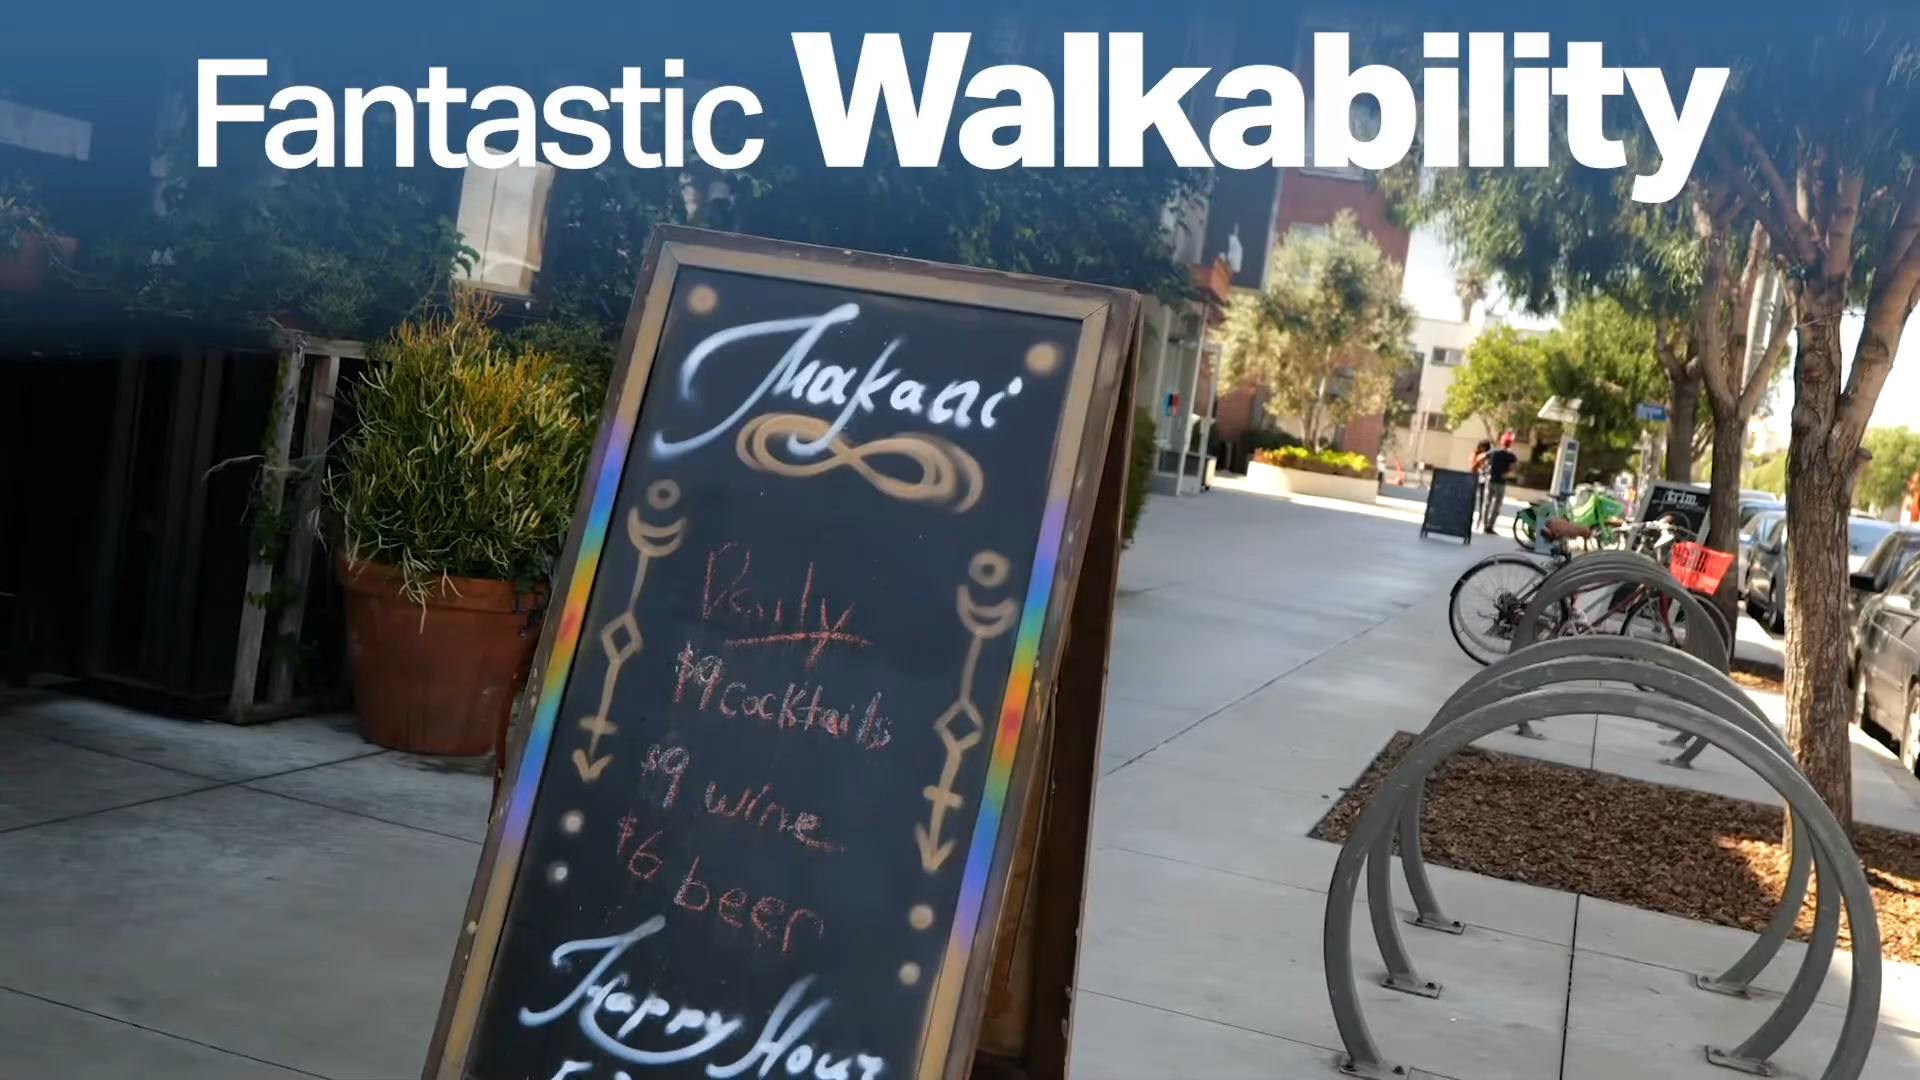 Fantastic Walkability
Makani
Daily
$9 cocktails
$9 wine
$6 beer
Happy Hour